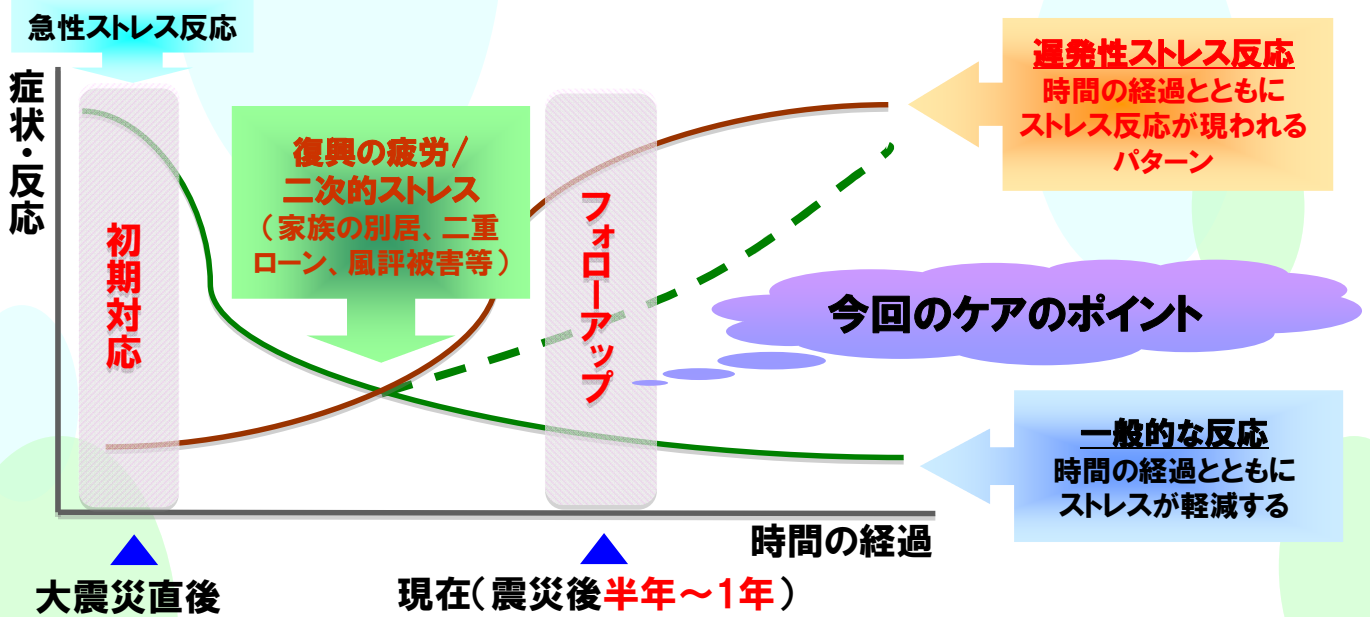 急性ストレス反応
症状・反応
初期対応
復興の疲労/
二次的ストレス
(家族の別居、二重
ローン、風評被害等)
フォローアップ
遅発性ストレス反応
時間の経過とともに
ストレス反応が現われる
パターン
今回のケアのポイント
一般的な反応
時間の経過とともに
ストレスが軽減する
時間の経過
大震災直後
現在(震災後半年~1年)